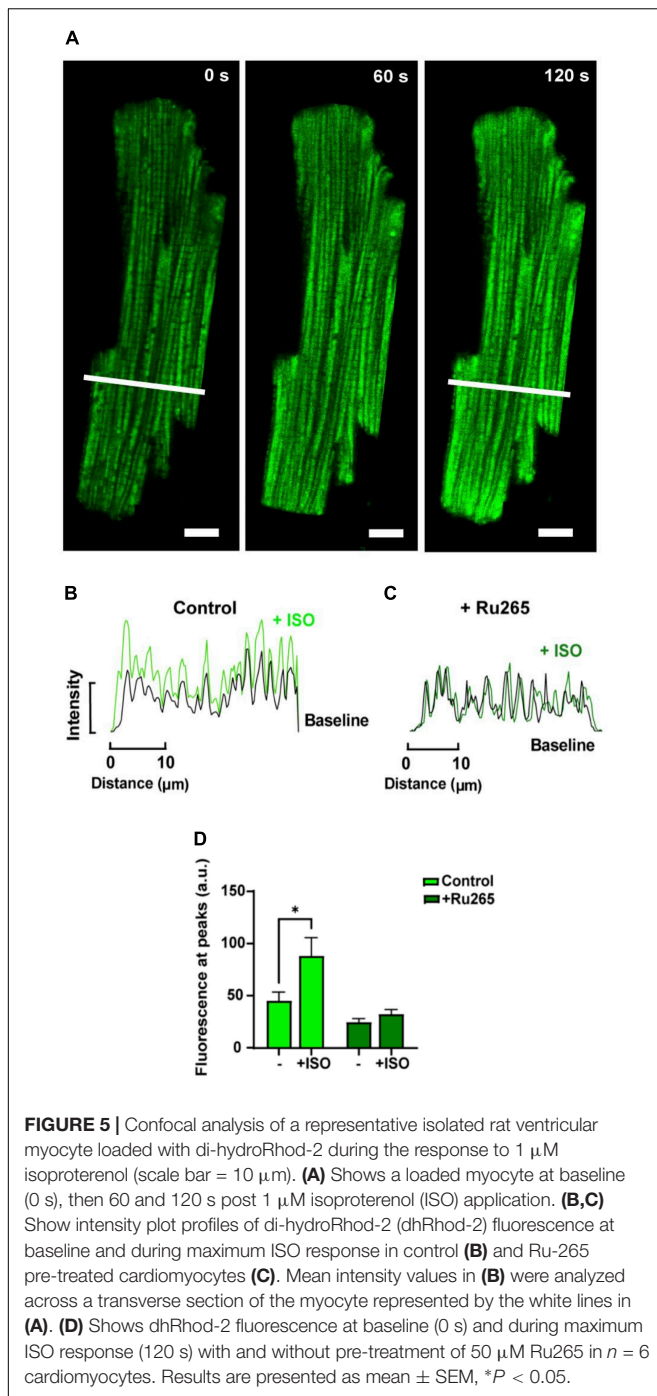 A
0 s
60 s
120 s
B
Control
+ ISO
Intensity
Baseline
0 10
Distance (µm)
C
+ Ru265
+ ISO
Baseline
0 10
Distance (µm)
D
Fluorescence at peaks (a.u.)
150
100
50
0
*
- +ISO - +ISO
Control
+Ru265
FIGURE 5 | Confocal analysis of a representative isolated rat ventricular
myocyte loaded with di-hydroRhod-2 during the response to 1 µM
isoproterenol (scale bar = 10 µm). (A) Shows a loaded myocyte at baseline
(0 s), then 60 and 120 s post 1 µM isoproterenol (ISO) application. (B,C)
Show intensity plot profiles of di-hydroRhod-2 (dhRhod-2) fluorescence at
baseline and during maximum ISO response in control (B) and Ru-265
pre-treated cardiomyocytes (C). Mean intensity values in (B) were analyzed
across a transverse section of the myocyte represented by the white lines in
(A). (D) Shows dhRhod-2 fluorescence at baseline (0 s) and during maximum
ISO response (120 s) with and without pre-treatment of 50 µM Ru265 in n = 6
cardiomyocytes. Results are presented as mean ± SEM, *P < 0.05.